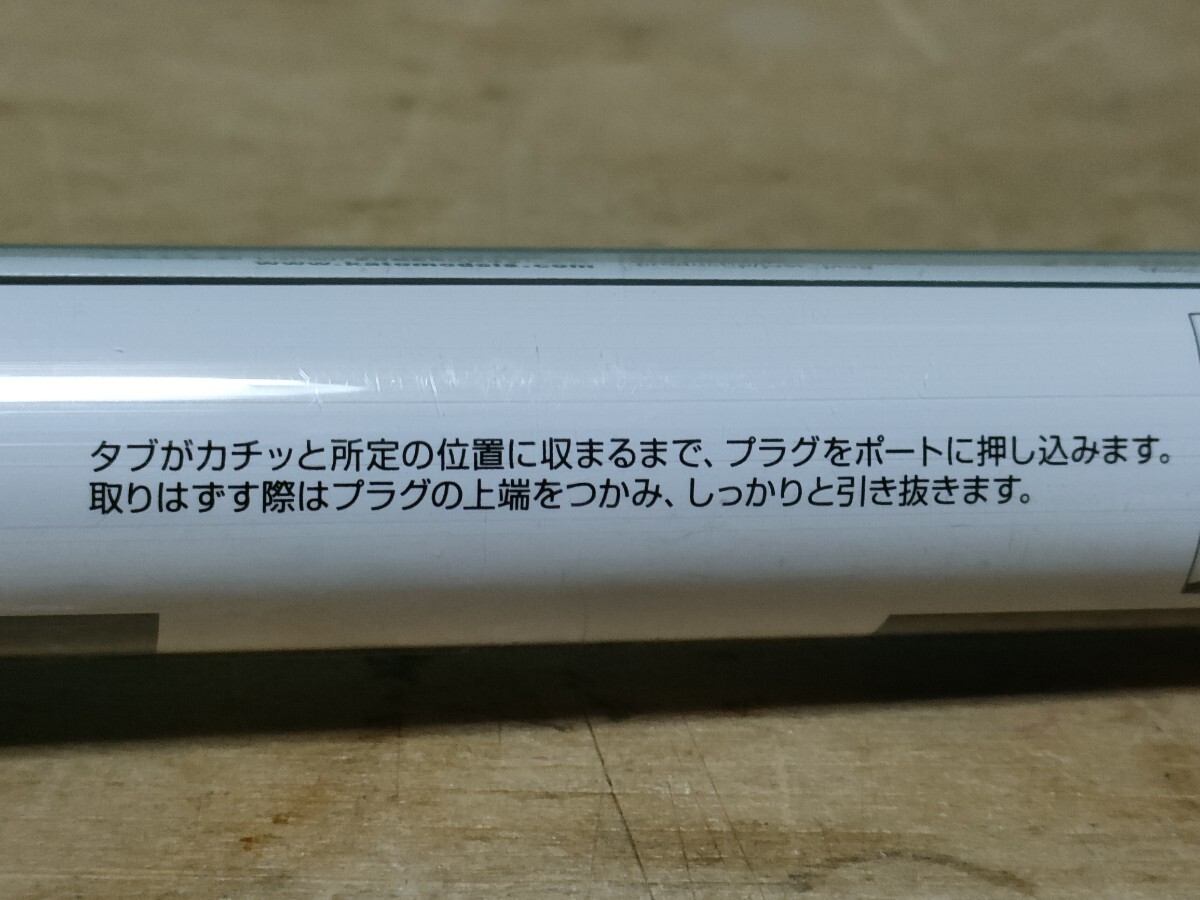 www.katomodels.com
タブがカチッと所定の位置に収まるまで、プラグをポートに押し込みます。
取りはずす際はプラグの上端をつかみ、しっかりと引き抜きます。